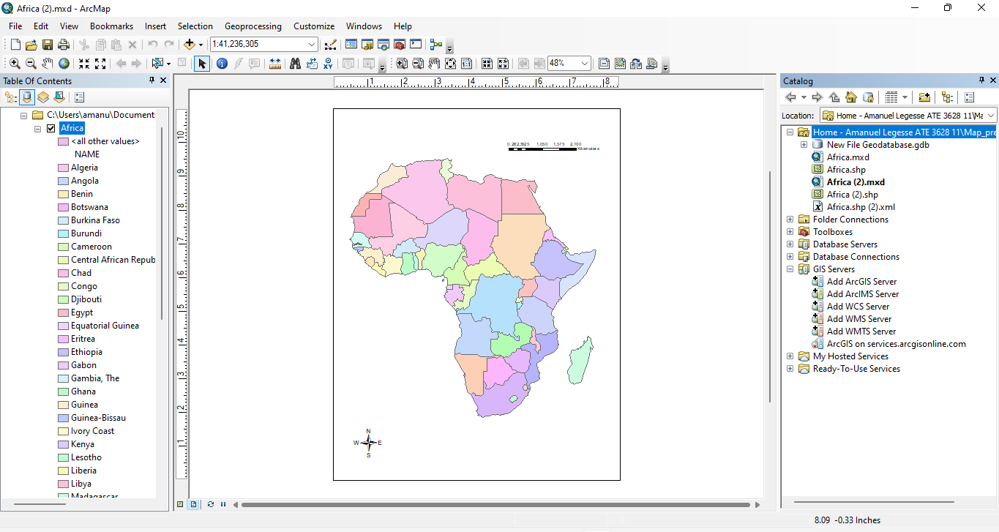 Africa (2).mxd - ArcMap
File Edit View Bookmarks Insert Selection Geoprocessing Customize Windows Help
1:41,236,305
1:1 48%
XY
Table Of Contents
C:\Users\amanu\Document
Africa
<all other values>
NAME
Algeria
Angola
Benin
Botswana
Burkina Faso
Burundi
Cameroon
Central African Repub
Chad
Congo
Djibouti
Egypt
Equatorial Guinea
Eritrea
Ethiopia
Gabon
Gambia, The
Ghana
Guinea
Guinea-Bissau
Ivory Coast
Kenya
Lesotho
Liberia
Libya
Madagascar
1 2 3 4 5 6 7 8
10
9
8
7
6
5
4
3
2
1
1,050 1,575 2,100
Kilometers
N
W E
S
Catalog
Location: Home - Amanuel Legesse ATE 3628 11\Ma
Home - Amanuel Legesse ATE 3628 11\Map_pre
New File Geodatabase.gdb
Africa.mxd
Africa.shp
Africa (2).mxd
Africa (2).shp
Africa.shp (2).xml
Folder Connections
Toolboxes
Database Servers
Database Connections
GIS Servers
Add ArcGIS Server
Add ArcIMS Server
Add WCS Server
Add WMS Server
Add WMTS Server
ArcGIS on services.arcgisonline.com
My Hosted Services
Ready-To-Use Services
8.09 -0.33 Inches